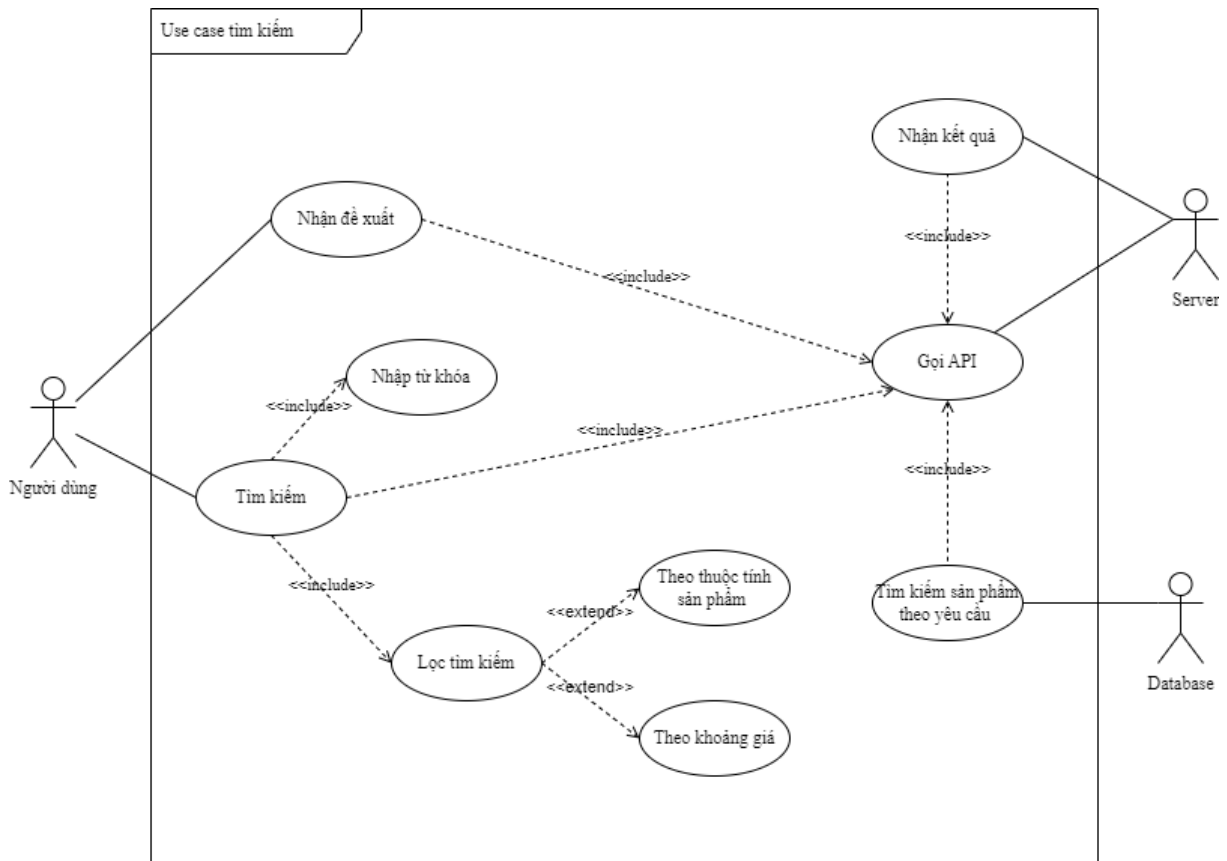 Use case tìm kiếm
Nhận kết quả
Nhận đề xuất
<<include>>
<<include>>
Server
Gọi API
Nhập từ khóa
<<include>>
<<include>>
<<include>>
Người dùng
Tìm kiếm
<<include>>
Theo thuộc tính
sản phẩm
Tìm kiếm sản phẩm
theo yêu cầu
<<extend>>
Lọc tìm kiếm
<<extend>>
Database
Theo khoảng giá